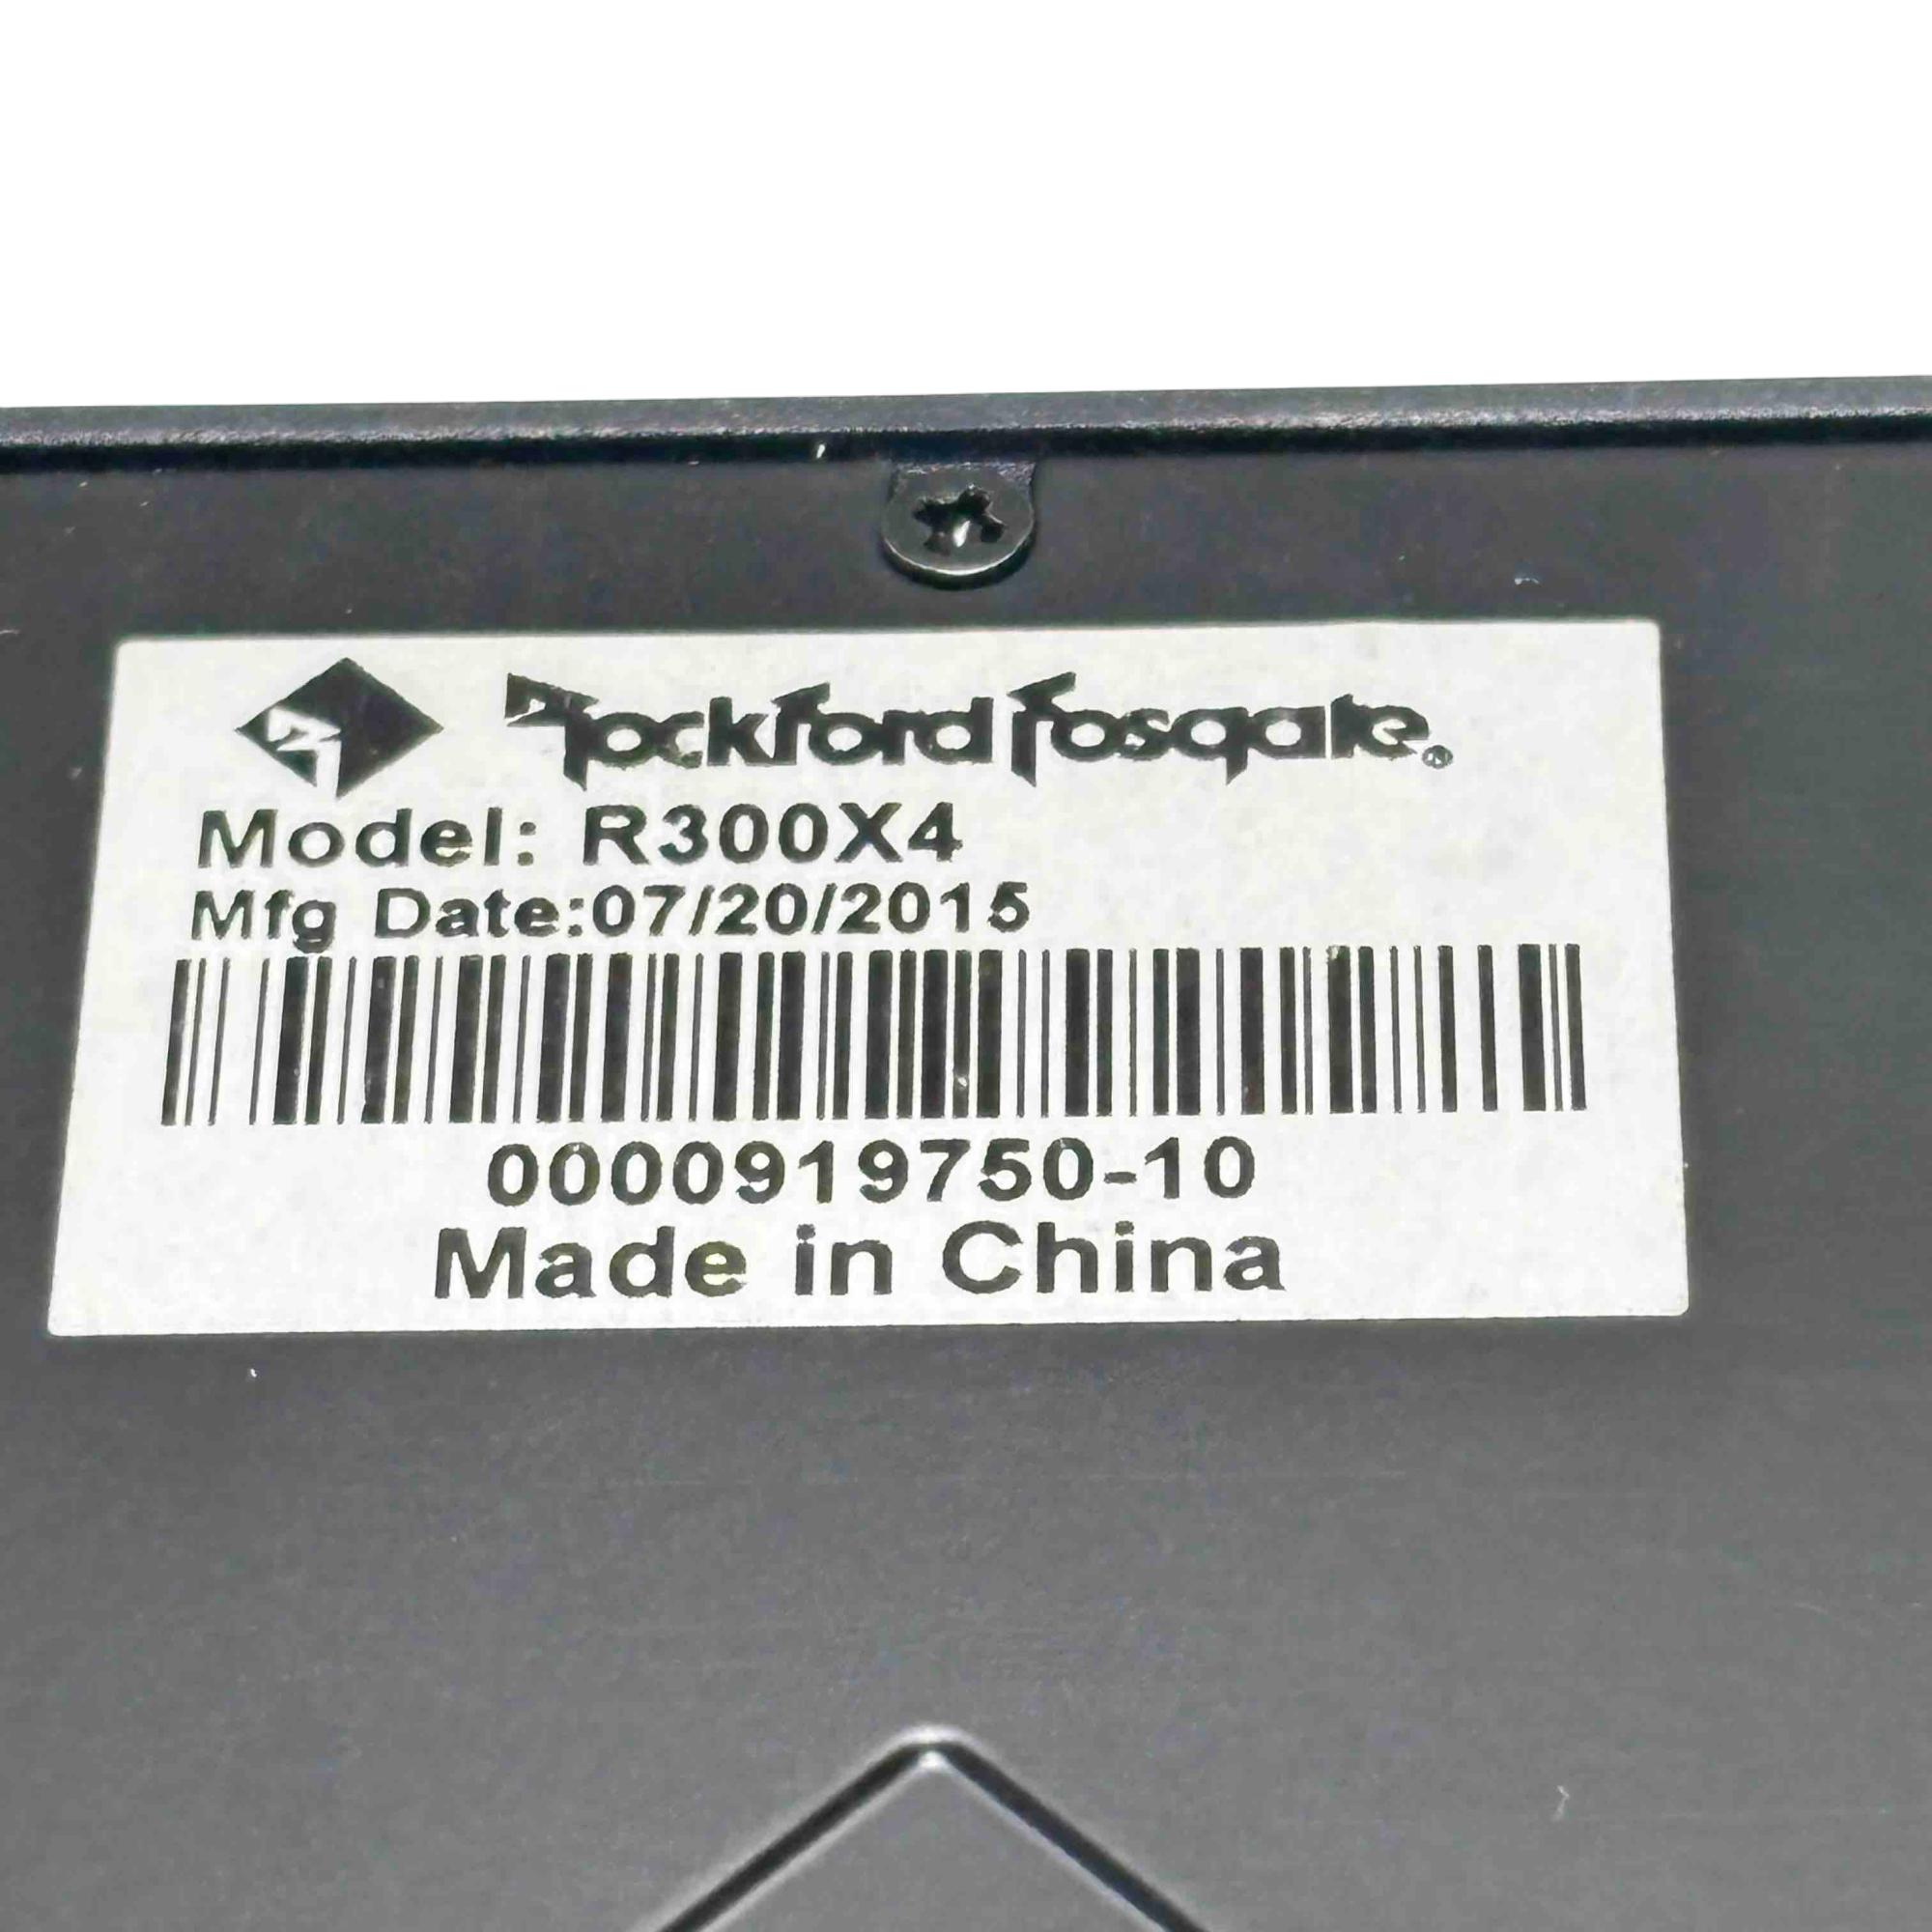 Rockford Fosgate®
Model: R300X4
Mfg Date:07/20/2015
0000919750-10
Made in China